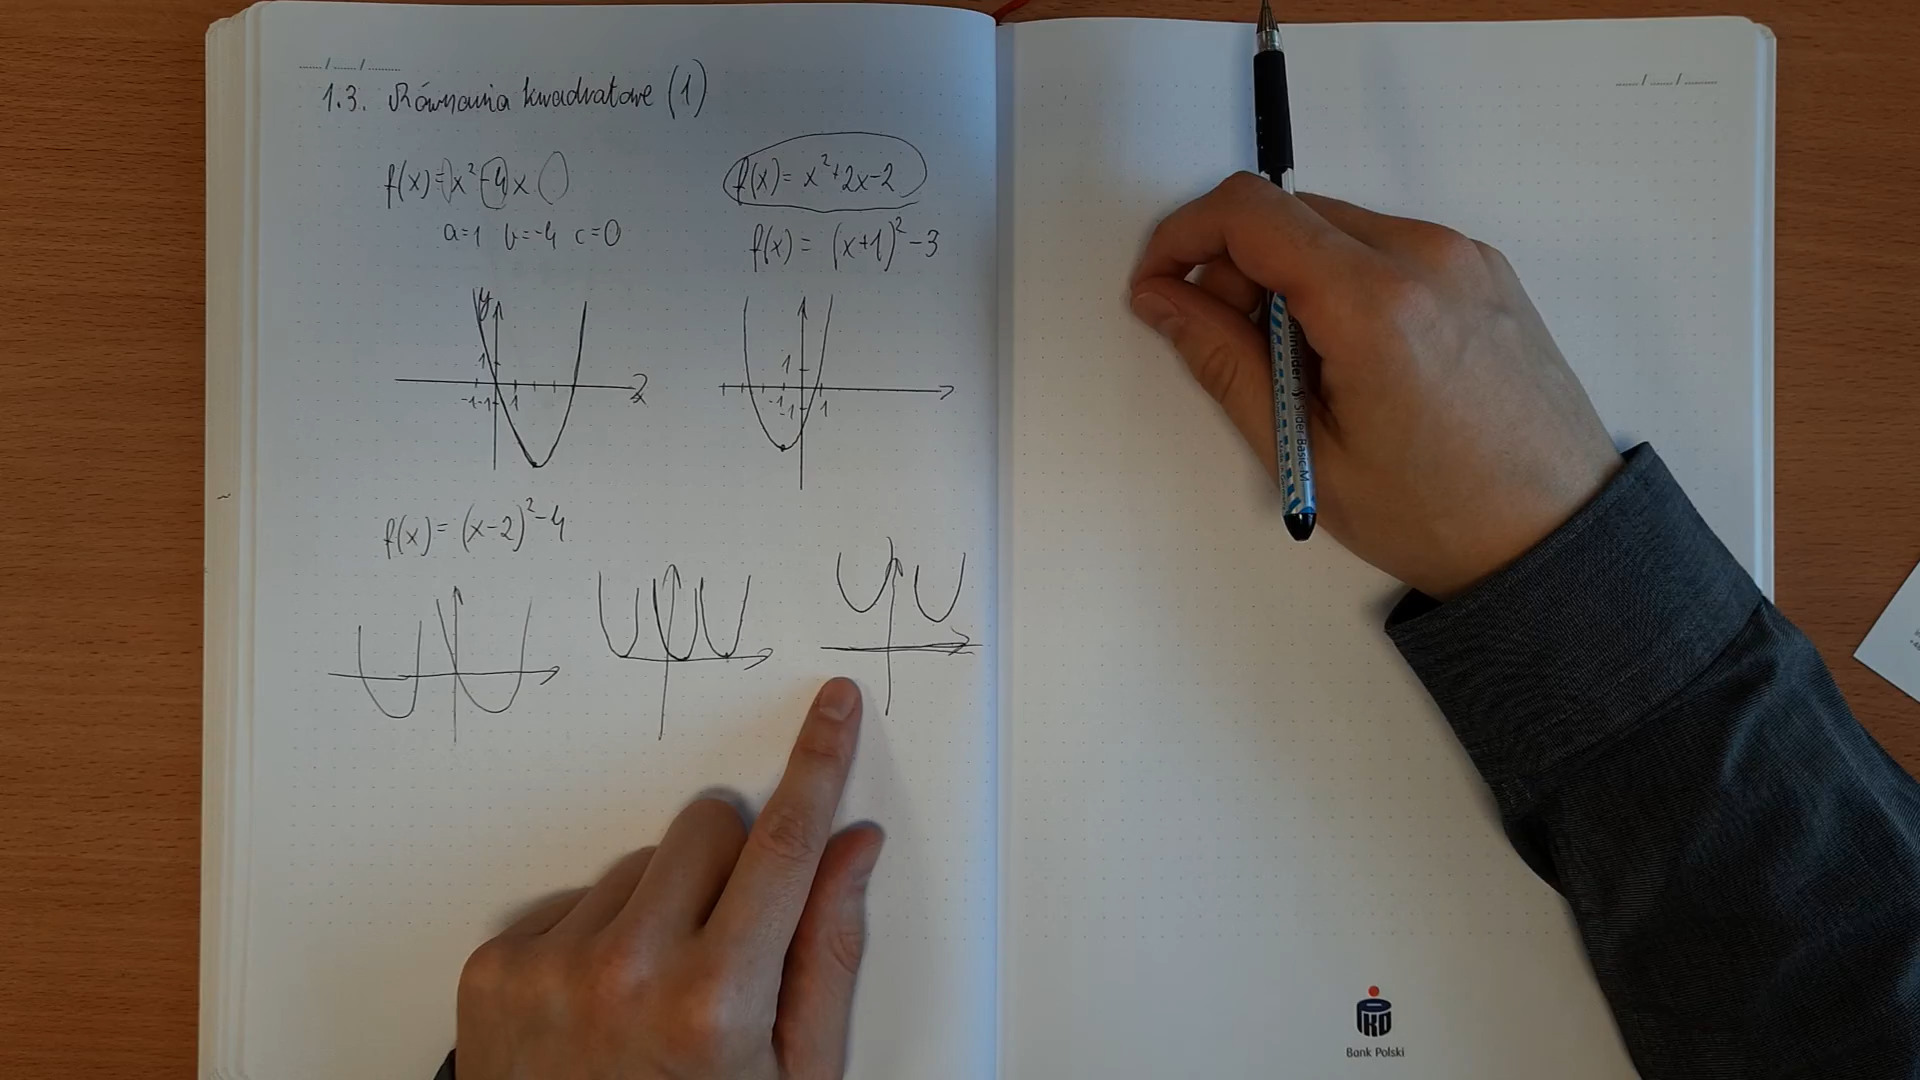 1.3. Równania kwadratowe (1)
f(x)=x²-4x
a=1 b=-4 c=0
f(x)= x²+2x-2
f(x)= (x+1)²-3
y
1
-1 -1 1
x
1
-1 -1 1
f(x)= (x-2)²-4
Schneider Slider Basic M
PKO
Bank Polski